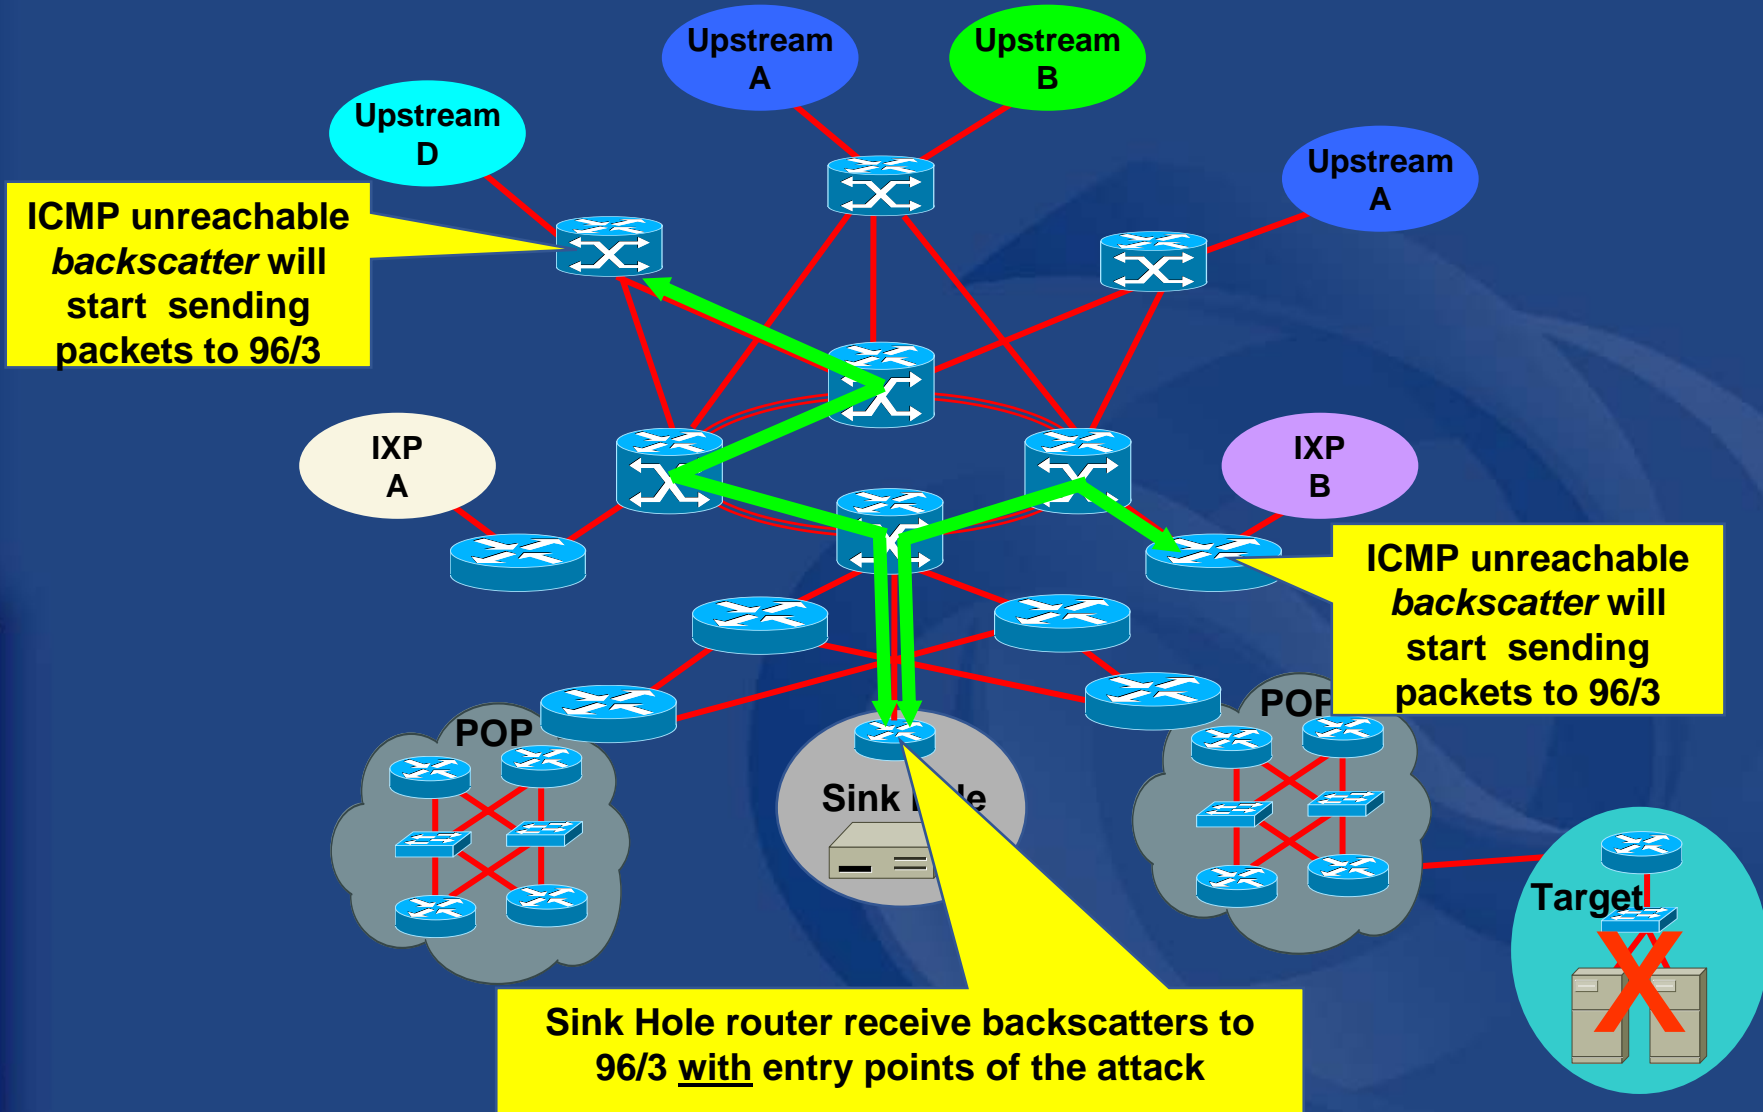 Upstream
A
Upstream
B
Upstream
D
Upstream
A
ICMP unreachable
backscatter will
start sending
packets to 96/3
IXP
A
IXP
B
ICMP unreachable
backscatter will
start sending
packets to 96/3
POP
Sink
Target
Sink Hole router receive backscatters to
96/3 with entry points of the attack